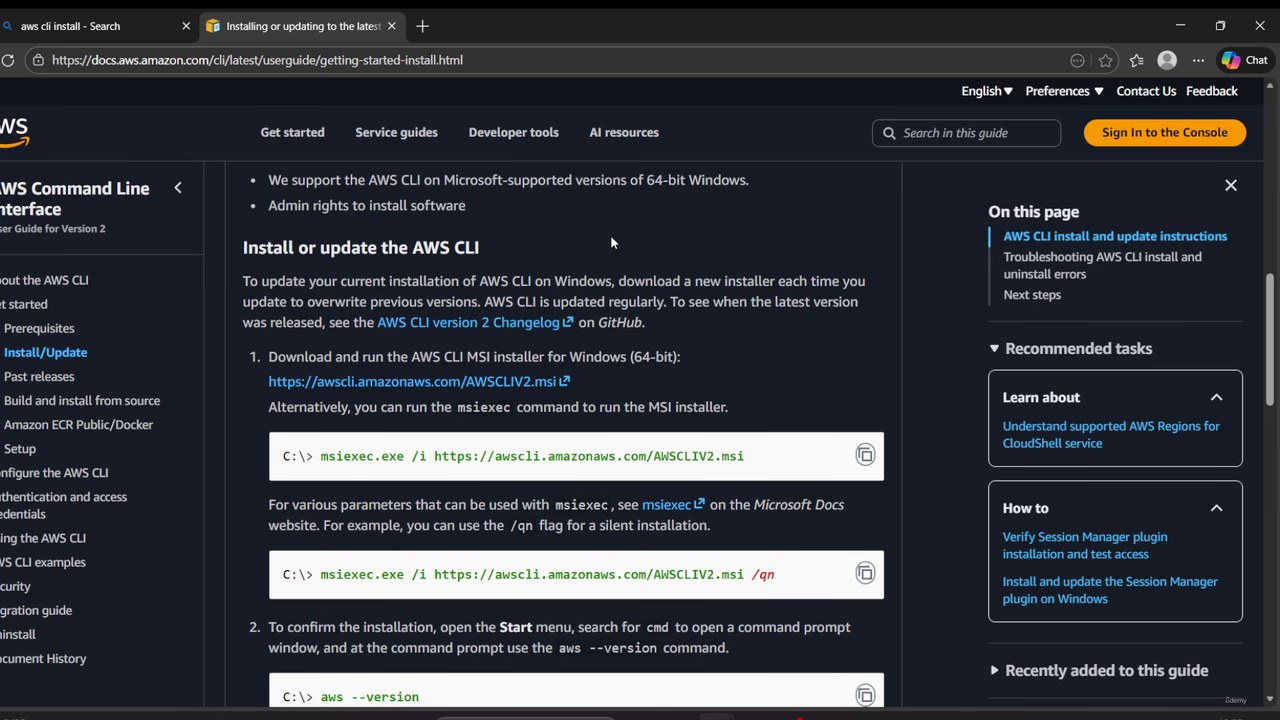 aws cli install - Search
Installing or updating to the latest
https://docs.aws.amazon.com/cli/latest/userguide/getting-started-install.html
Chat
English
Preferences
Contact Us
Feedback
WS
Get started
Service guides
Developer tools
AI resources
Search in this guide
Sign In to the Console
WS Command Line
nterface
ser Guide for Version 2
out the AWS CLI
et started
Prerequisites
Install/Update
Past releases
Build and install from source
Amazon ECR Public/Docker
Setup
nfigure the AWS CLI
thentication and access
edentials
ing the AWS CLI
WS CLI examples
curity
gration guide
install
ocument History
• We support the AWS CLI on Microsoft-supported versions of 64-bit Windows.
• Admin rights to install software
Install or update the AWS CLI
To update your current installation of AWS CLI on Windows, download a new installer each time you
update to overwrite previous versions. AWS CLI is updated regularly. To see when the latest version
was released, see the AWS CLI version 2 Changelog on GitHub.
1. Download and run the AWS CLI MSI installer for Windows (64-bit):
https://awscli.amazonaws.com/AWSCLIV2.msi
Alternatively, you can run the msiexec command to run the MSI installer.
C:\> msiexec.exe /i https://awscli.amazonaws.com/AWSCLIV2.msi
For various parameters that can be used with msiexec, see msiexec on the Microsoft Docs
website. For example, you can use the /qn flag for a silent installation.
C:\> msiexec.exe /i https://awscli.amazonaws.com/AWSCLIV2.msi /qn
2. To confirm the installation, open the Start menu, search for cmd to open a command prompt
window, and at the command prompt use the aws --version command.
C:\> aws --version
On this page
AWS CLI install and update instructions
Troubleshooting AWS CLI install and
uninstall errors
Next steps
Recommended tasks
Learn about
Understand supported AWS Regions for
CloudShell service
How to
Verify Session Manager plugin
installation and test access
Install and update the Session Manager
plugin on Windows
Recently added to this guide
Udemy